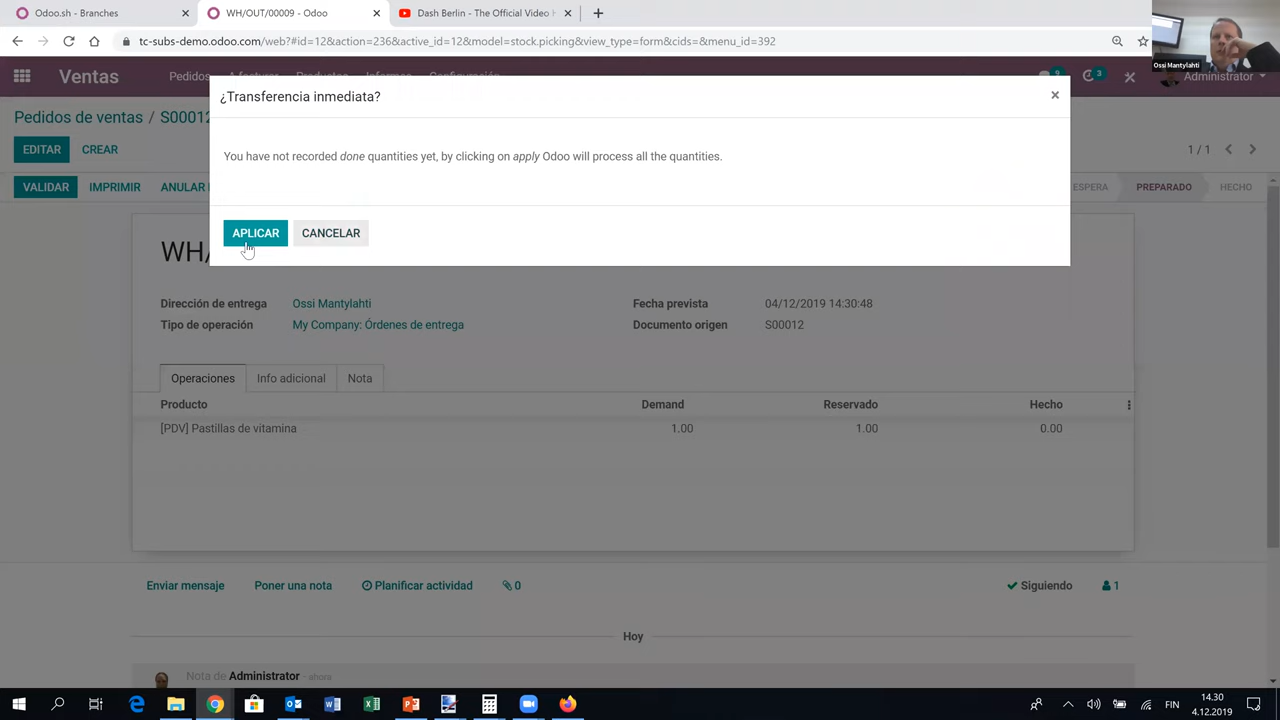 Odoo.sh - Branches
WH/OUT/00009 - Odoo
Dash Berlin - The Official Video
tc-subs-demo.odoo.com/web?#id=12&action=236&active_id=12&model=stock.picking&view_type=form&cids=&menu_id=392
Ossi Mantylahti
Ventas
Pedidos A facturar Productos Informes Configuración
9
3
Administrator
¿Transferencia inmediata?
Pedidos de ventas / S00012
EDITAR CREAR
1 / 1
You have not recorded done quantities yet, by clicking on apply Odoo will process all the quantities.
VALIDAR IMPRIMIR ANULAR
ESPERA PREPARADO HECHO
APLICAR CANCELAR
WH/
Dirección de entrega Ossi Mantylahti
Fecha prevista 04/12/2019 14:30:48
Tipo de operación My Company: Órdenes de entrega
Documento origen S00012
Operaciones Info adicional Nota
Producto Demand Reservado Hecho
[PDV] Pastillas de vitamina 1.00 1.00 0.00
Enviar mensaje Poner una nota Planificar actividad 0
Siguiendo 1
Hoy
Nota de Administrator - ahora
FIN
14.30
4.12.2019